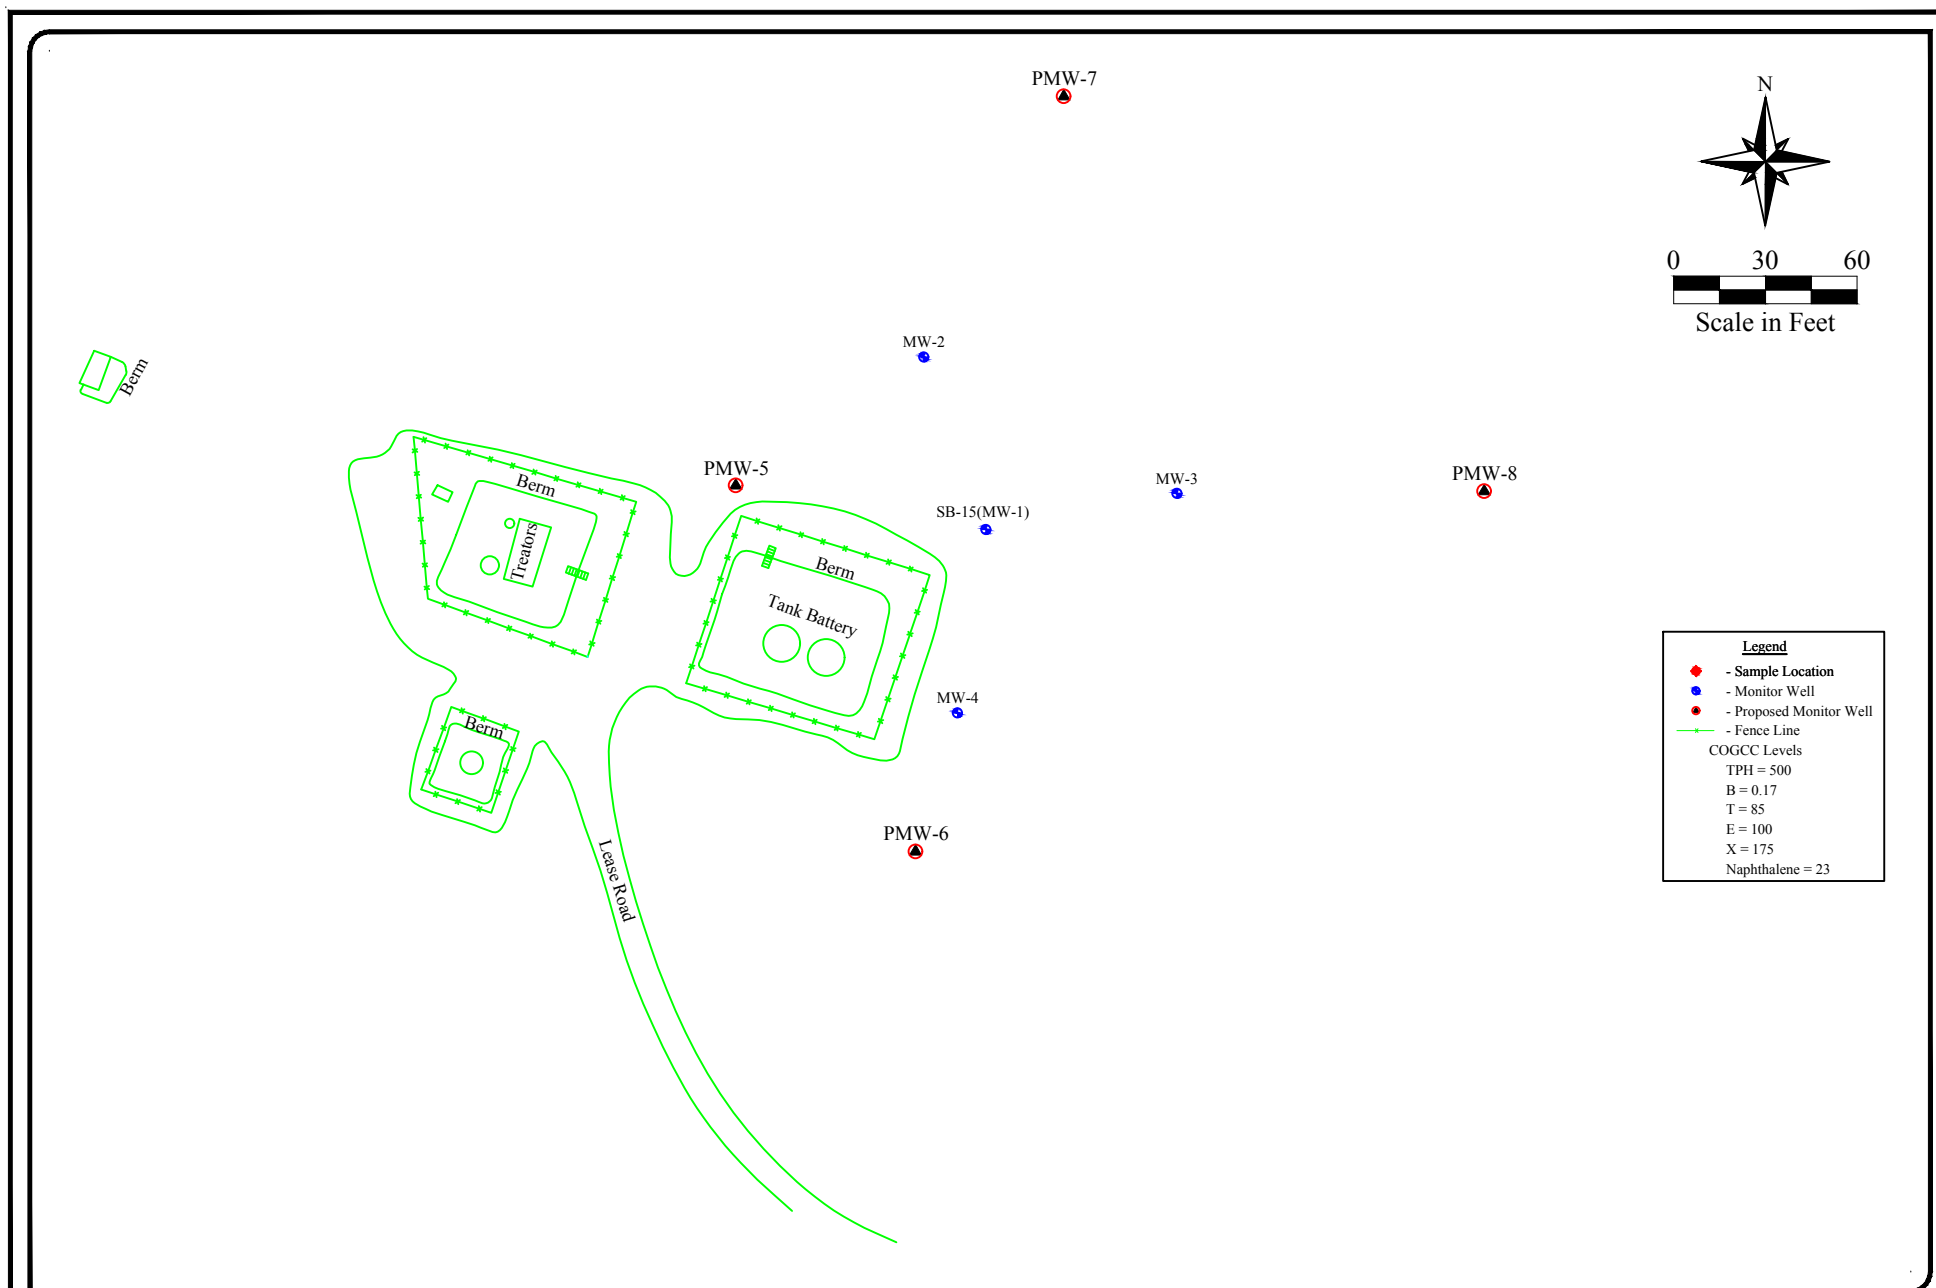 PMW-7
N
0 30 60
Scale in Feet
MW-2
Berm
PMW-5
MW-3
PMW-8
Berm
SB-15(MW-1)
Treators
Berm
Tank Battery
MW-4
Berm
PMW-6
Lease Road
Legend
- Sample Location
- Monitor Well
- Proposed Monitor Well
- Fence Line
COGCC Levels
TPH = 500
B = 0.17
T = 85
E = 100
X = 175
Naphthalene = 23